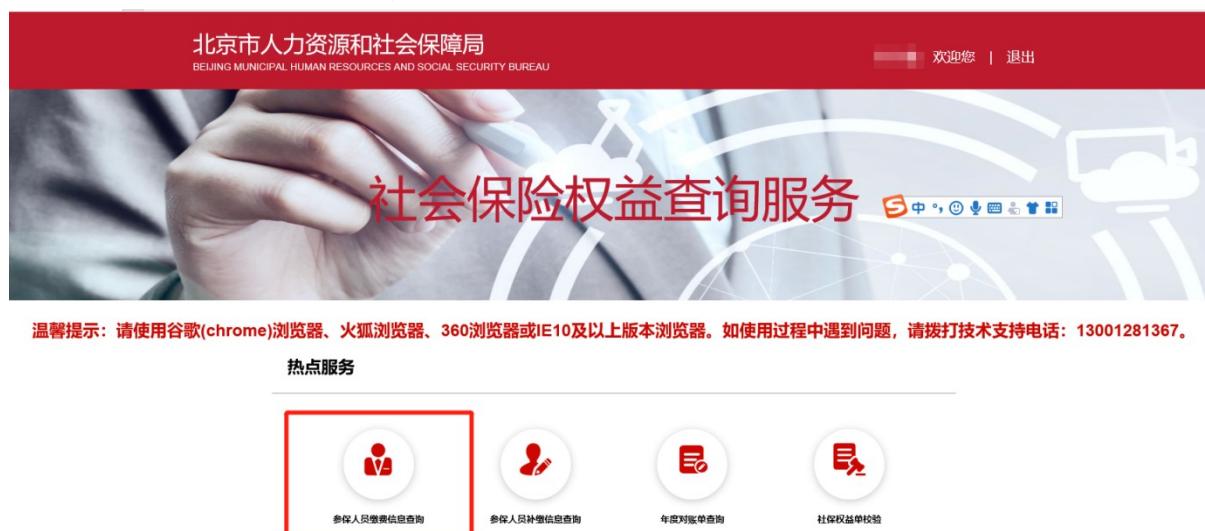 北京市人力资源和社会保障局
BEIJING MUNICIPAL HUMAN RESOURCES AND SOCIAL SECURITY BUREAU
欢迎您 | 退出
社会保险权益查询服务
中
温馨提示：请使用谷歌(chrome)浏览器、火狐浏览器、360浏览器或IE10及以上版本浏览器。如使用过程中遇到问题，请拨打技术支持电话：13001281367。
热点服务
参保人员缴费信息查询
参保人员补缴信息查询
年度对账单查询
社保权益单校验